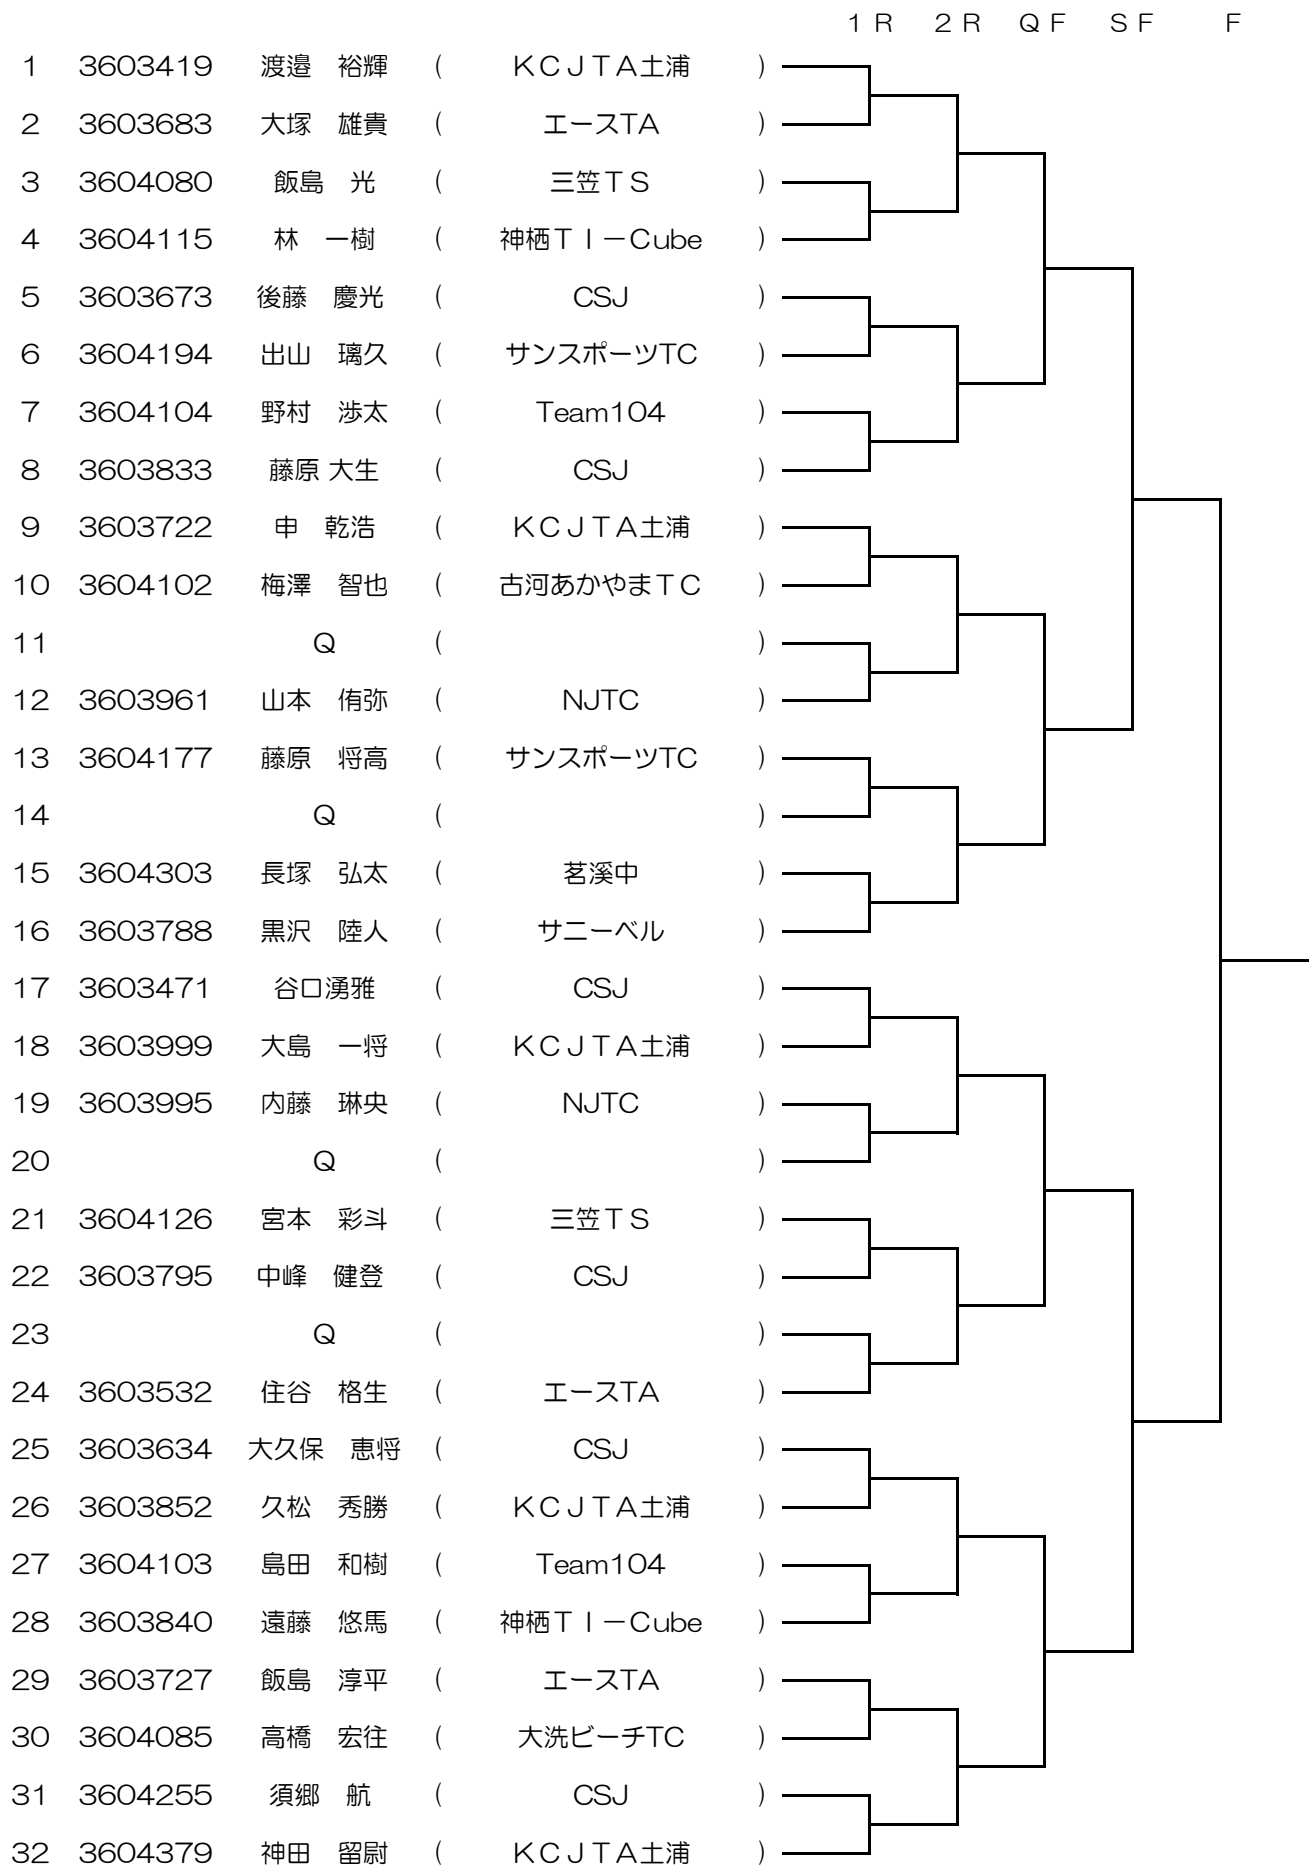 １Ｒ　２Ｒ　ＱＦ　ＳＦ　Ｆ
1 3603419 渡邉　裕輝 （ ＫＣＪＴＡ土浦 ）
2 3603683 大塚　雄貴 （ エースTA ）
3 3604080 飯島　光 （ 三笠ＴＳ ）
4 3604115 林　一樹 （ 神栖ＴＩ－Cube ）
5 3603673 後藤　慶光 （ CSJ ）
6 3604194 出山　璃久 （ サンスポーツTC ）
7 3604104 野村　渉太 （ Team104 ）
8 3603833 藤原 大生 （ CSJ ）
9 3603722 申　乾浩 （ ＫＣＪＴＡ土浦 ）
10 3604102 梅澤　智也 （ 古河あかやまＴＣ ）
11 Q （ ）
12 3603961 山本　侑弥 （ NJTC ）
13 3604177 藤原　将高 （ サンスポーツTC ）
14 Q （ ）
15 3604303 長塚　弘太 （ 茗溪中 ）
16 3603788 黒沢　陸人 （ サニーベル ）
17 3603471 谷口湧雅 （ CSJ ）
18 3603999 大島　一将 （ ＫＣＪＴＡ土浦 ）
19 3603995 内藤　琳央 （ NJTC ）
20 Q （ ）
21 3604126 宮本　彩斗 （ 三笠ＴＳ ）
22 3603795 中峰　健登 （ CSJ ）
23 Q （ ）
24 3603532 住谷　格生 （ エースTA ）
25 3603634 大久保　恵将 （ CSJ ）
26 3603852 久松　秀勝 （ ＫＣＪＴＡ土浦 ）
27 3604103 島田　和樹 （ Team104 ）
28 3603840 遠藤　悠馬 （ 神栖ＴＩ－Cube ）
29 3603727 飯島　淳平 （ エースTA ）
30 3604085 高橋　宏往 （ 大洗ビーチTC ）
31 3604255 須郷　航 （ CSJ ）
32 3604379 神田　留尉 （ ＫＣＪＴＡ土浦 ）